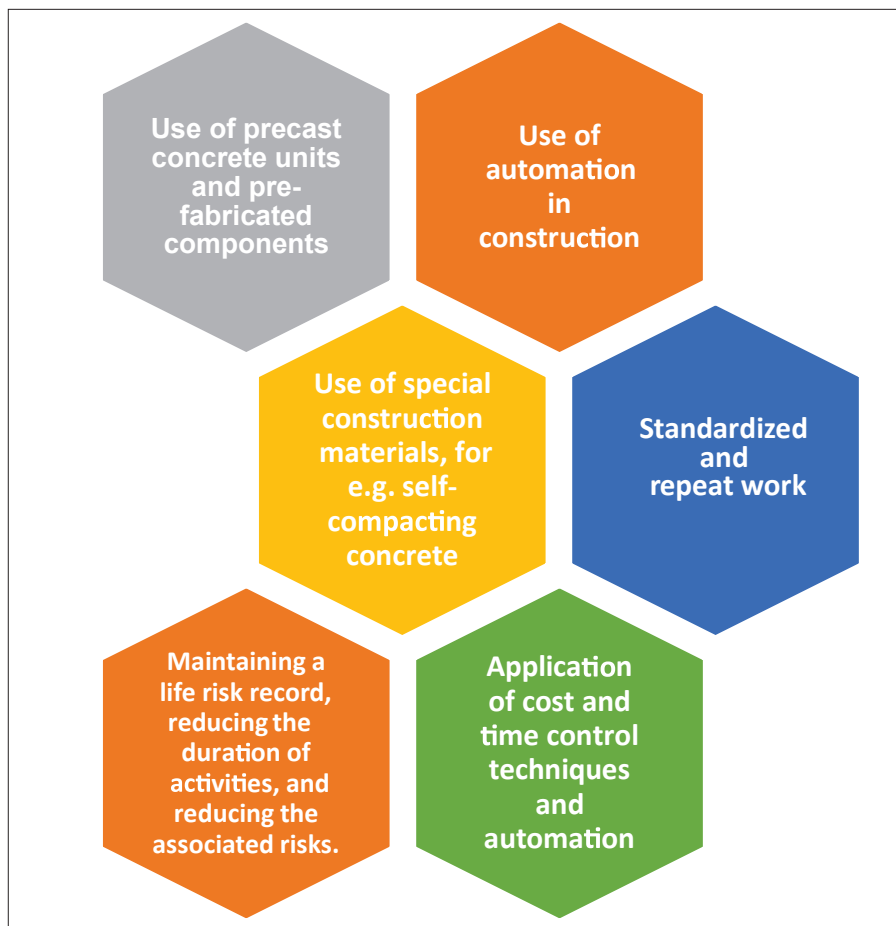 Use of precast
concrete units
and pre-
fabricated
components
Use of
automation
in
construction
Use of special
construction
materials, for
e.g. self-
compacting
concrete
Standardized
and
repeat work
Maintaining a
life risk record,
reducing the
duration of
activities, and
reducing the
associated risks.
Application
of cost and
time control
techniques
and
automation